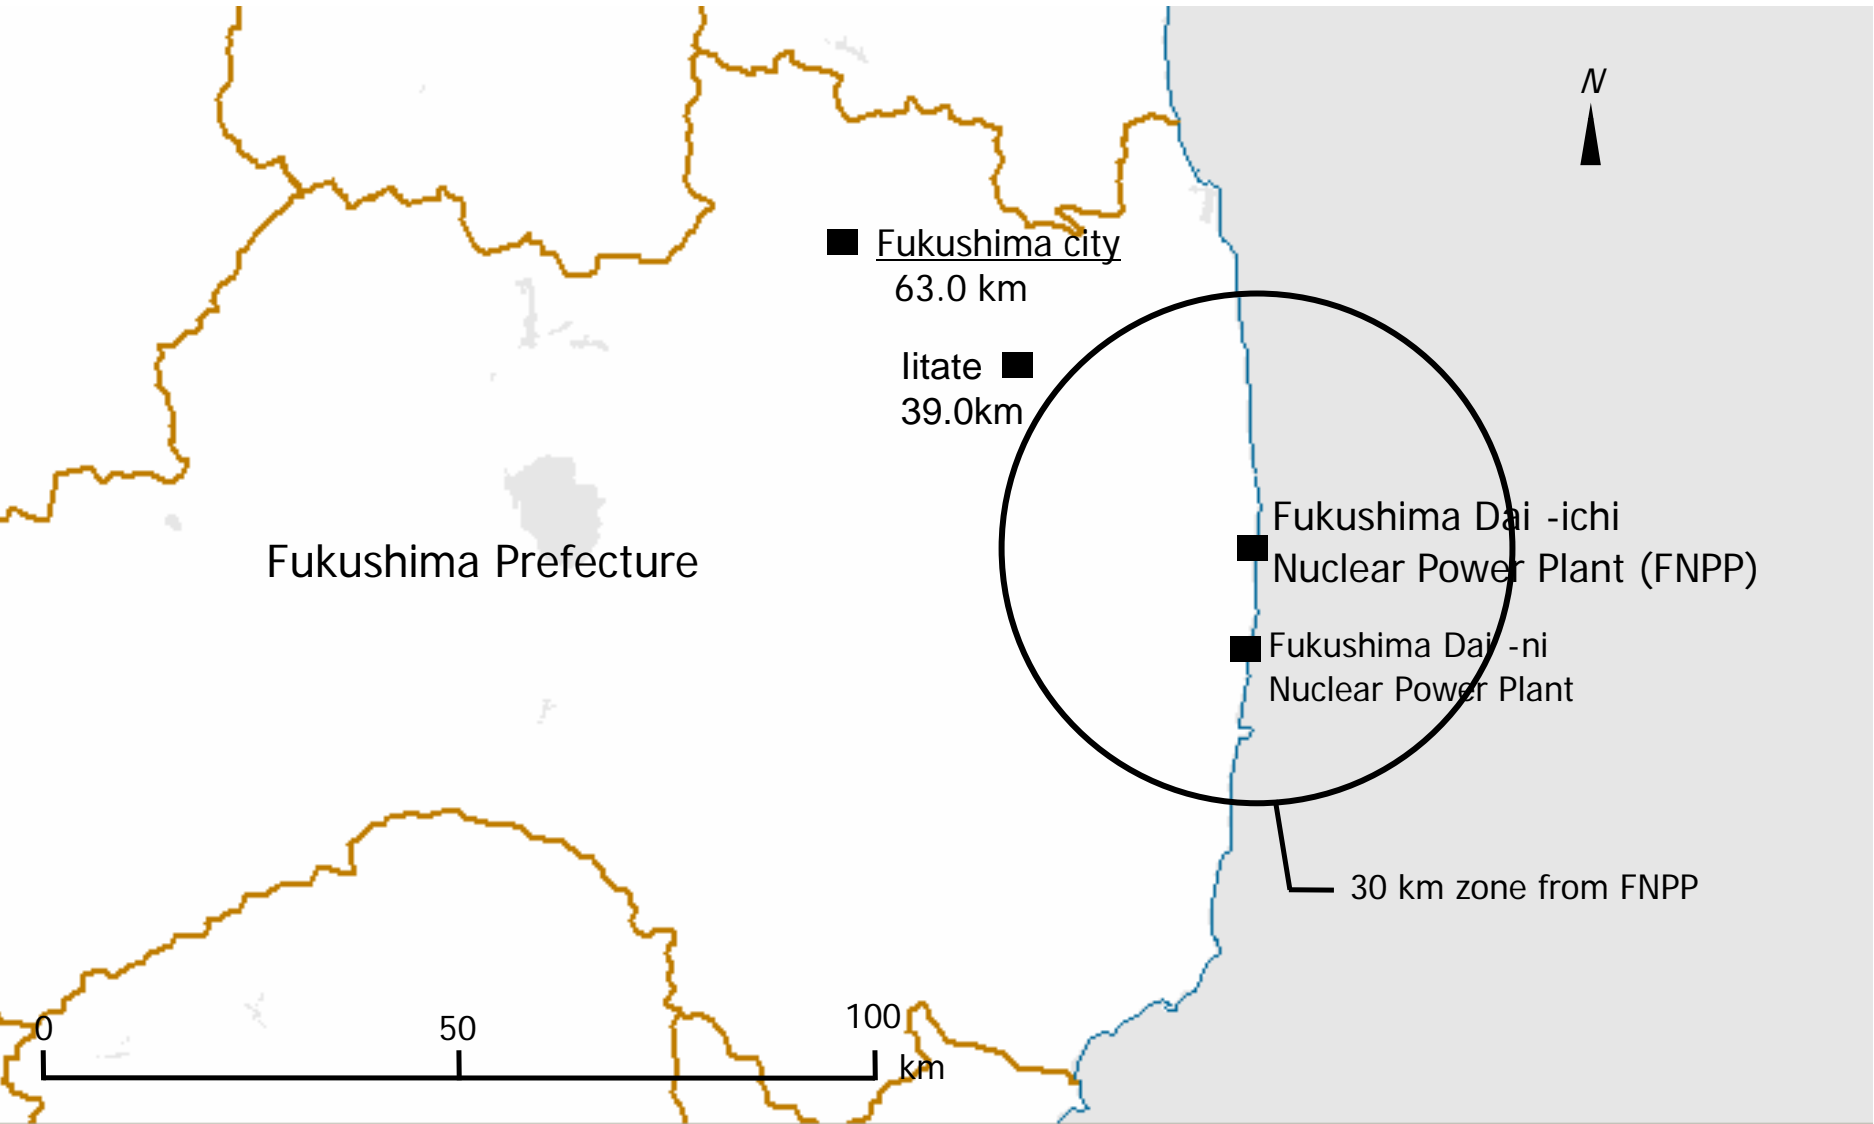 N
Fukushima city
63.0 km
Iitate
39.0km
Fukushima Dai -ichi
Nuclear Power Plant (FNPP)
Fukushima Prefecture
Fukushima Dai -ni
Nuclear Power Plant
30 km zone from FNPP
0
50
100
km